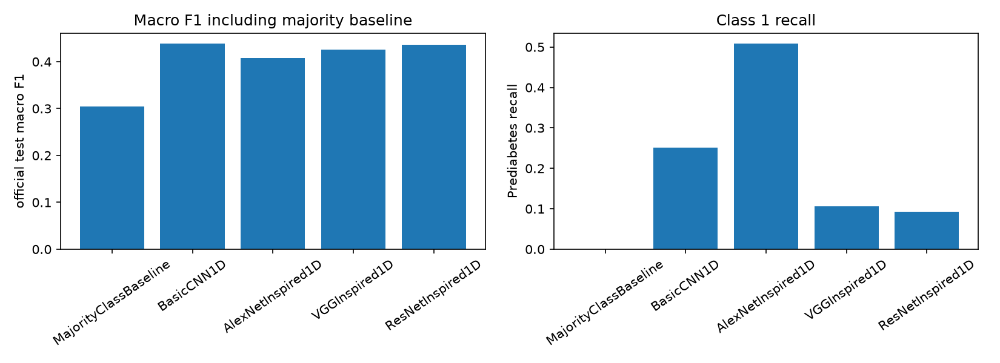 Macro F1 including majority baseline
official test macro F1
0.4
0.3
0.2
0.1
0.0
MajorityClassBaseline
BasicCNN1D
AlexNetInspired1D
VGGInspired1D
ResNetInspired1D
Class 1 recall
Prediabetes recall
0.5
0.4
0.3
0.2
0.1
0.0
MajorityClassBaseline
BasicCNN1D
AlexNetInspired1D
VGGInspired1D
ResNetInspired1D